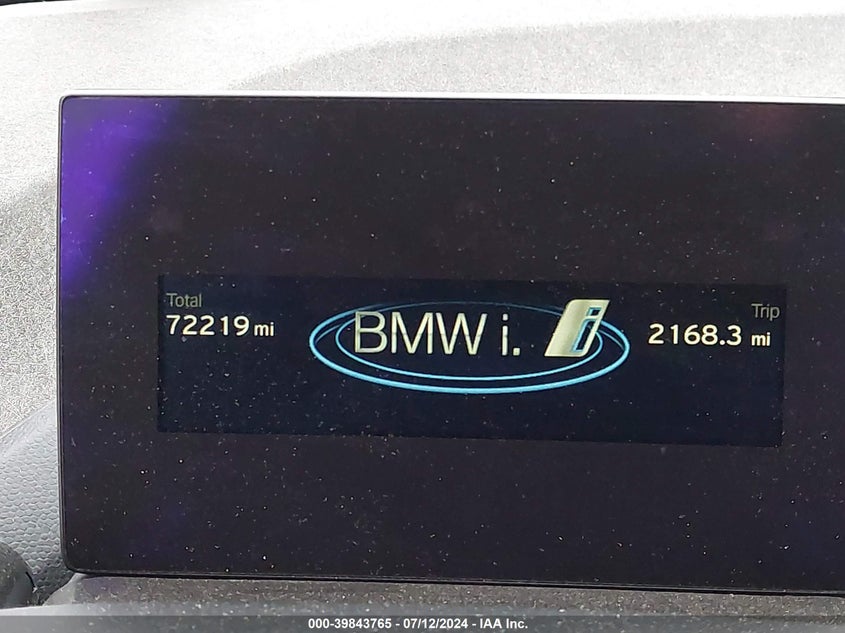 Total
72219 mi
BMW i. i
Trip
2168.3 mi
000-39843765 - 07/12/2024 - IAA Inc.